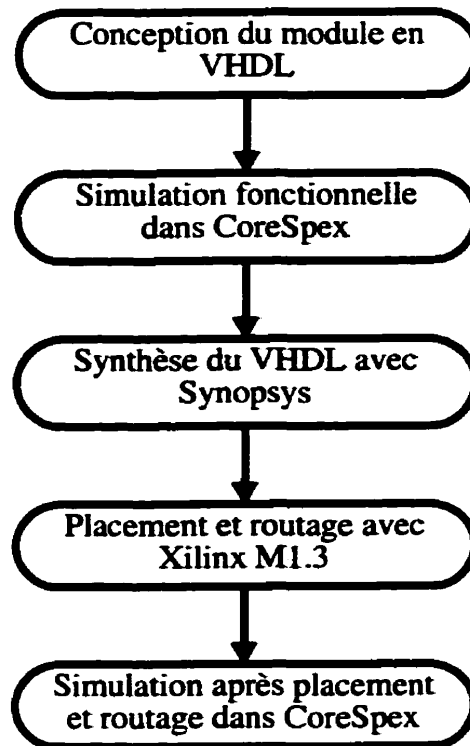 Conception du module en
VHDL
Simulation fonctionnelle
dans CoreSpex
Synthèse du VHDL avec
Synopsys
Placement et routage avec
Xilinx M1.3
Simulation après placement
et routage dans CoreSpex